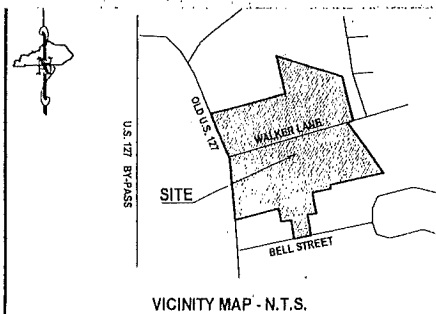 OLD U.S. 127
WALKER LANE
U.S. 127 BY-PASS
SITE
BELL STREET
VICINITY MAP - N.T.S.